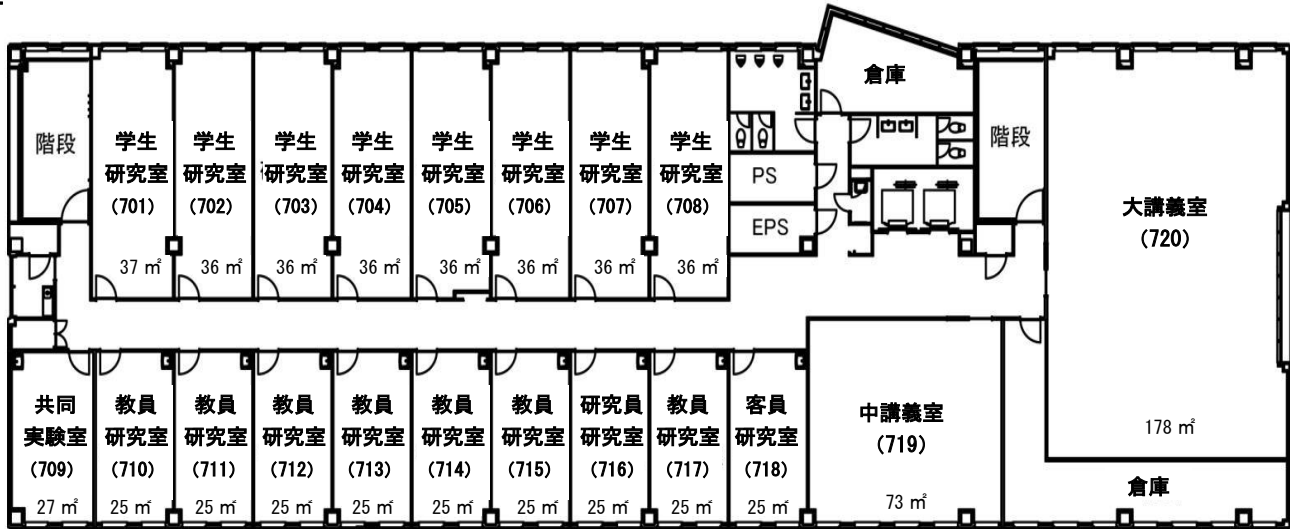 倉庫
階段
学生
研究室
(701)
37 ㎡
学生
研究室
(702)
36 ㎡
学生
研究室
(703)
36 ㎡
学生
研究室
(704)
36 ㎡
学生
研究室
(705)
36 ㎡
学生
研究室
(706)
36 ㎡
学生
研究室
(707)
36 ㎡
学生
研究室
(708)
36 ㎡
PS
EPS
階段
大講義室
(720)
178 ㎡
共同
実験室
(709)
27 ㎡
教員
研究室
(710)
25 ㎡
教員
研究室
(711)
25 ㎡
教員
研究室
(712)
25 ㎡
教員
研究室
(713)
25 ㎡
教員
研究室
(714)
25 ㎡
教員
研究室
(715)
25 ㎡
研究員
研究室
(716)
25 ㎡
教員
研究室
(717)
25 ㎡
客員
研究室
(718)
25 ㎡
中講義室
(719)
73 ㎡
倉庫